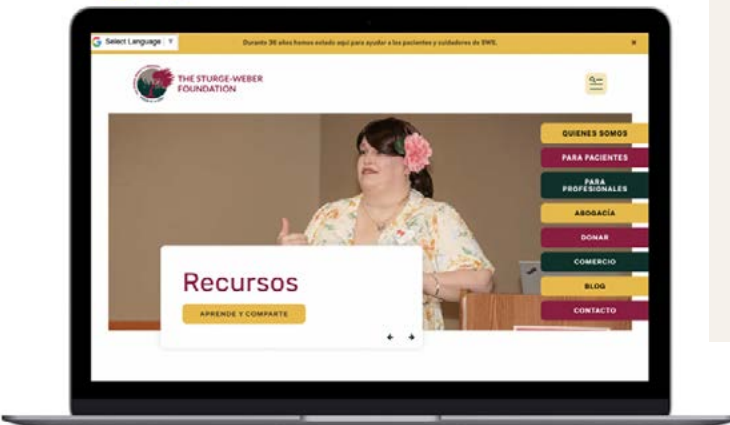 Select Language ▼
Durante 36 años hemos estado aquí para ayudar a los pacientes y cuidadores de SWS.
THE STURGE-WEBER
FOUNDATION
QUIENES SOMOS
PARA PACIENTES
PARA
PROFESIONALES
ABOGACÍA
DONAR
COMERCIO
BLOG
CONTACTO
Recursos
APRENDE Y COMPARTE